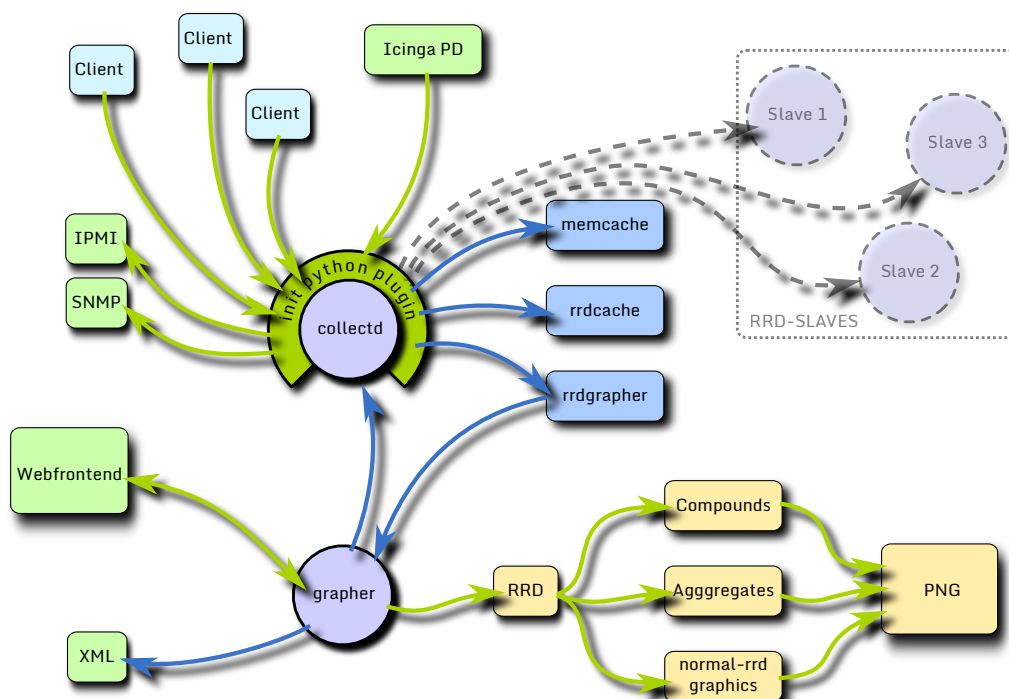 Client
Client
Client
Icinga PD
Slave 1
Slave 3
Slave 2
RRD-SLAVES
IPMI
SNMP
init python plugin
collectd
memcache
rrdcache
rrdgrapher
Webfrontend
grapher
XML
RRD
Compounds
Agggregates
normal-rrd
graphics
PNG